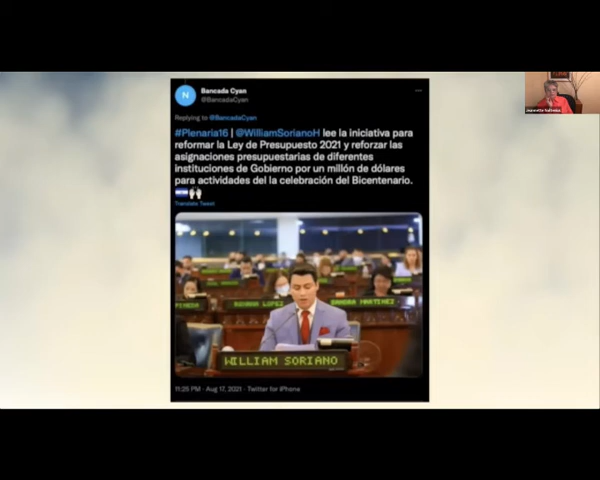 Bancada Cyan
@BancadaCyan
Replying to @BancadaCyan
#Plenaria16 | @WilliamSorianoH lee la iniciativa para
reformar la Ley de Presupuesto 2021 y reforzar las
asignaciones presupuestarias de diferentes
instituciones de Gobierno por un millón de dólares
para actividades del la celebración del Bicentenario.
Translate Tweet
ROXANA LOPEZ
SANDRA MARTINEZ
WILLIAM SORIANO
11:25 PM · Aug 17, 2021 · Twitter for iPhone